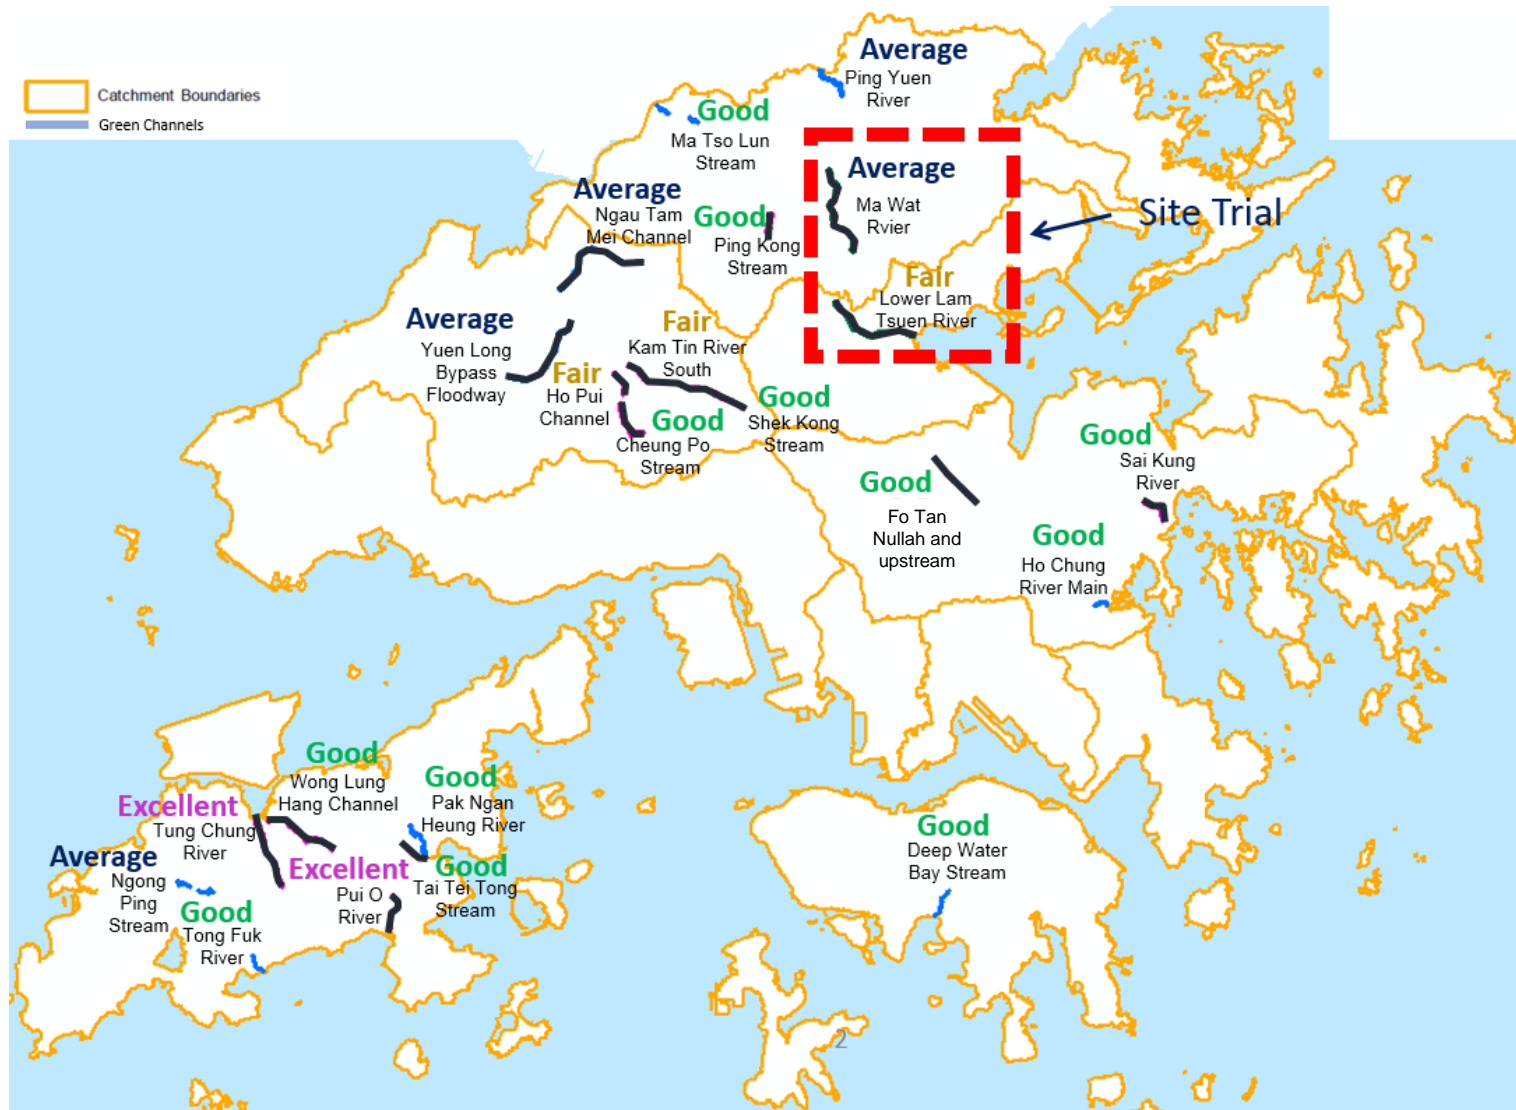 Catchment Boundaries
Green Channels
Average
Ping Yuen
River
Good
Ma Tso Lun
Stream
Average
Ngau Tam
Mei Channel
Good
Ping Kong
Stream
Average
Ma Wat
Rvier
Site Trial
Fair
Lower Lam
Tsuen River
Average
Yuen Long
Bypass
Floodway
Fair
Kam Tin River
South
Fair
Ho Pui
Channel
Good
Cheung Po
Stream
Good
Shek Kong
Stream
Good
Fo Tan
Nullah and
upstream
Good
Sai Kung
River
Good
Ho Chung
River Main
Good
Wong Lung
Hang Channel
Good
Pak Ngan
Heung River
Excellent
Tung Chung
River
Excellent
Pui O
River
Good
Tai Tei Tong
Stream
Average
Ngong
Ping
Stream
Good
Tong Fuk
River
Good
Deep Water
Bay Stream
2